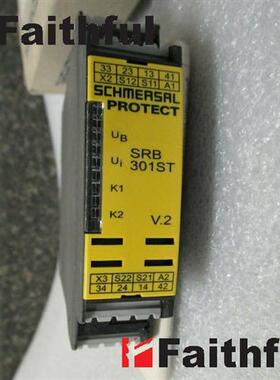 Faithful
33 23 13 41
X2 S12 S11 A1
SCHMERSAL
PROTECT
UB
Ui
SRB
301ST
K1
K2
V.2
X3 S22 S21 A2
34 24 14 42
Faithf